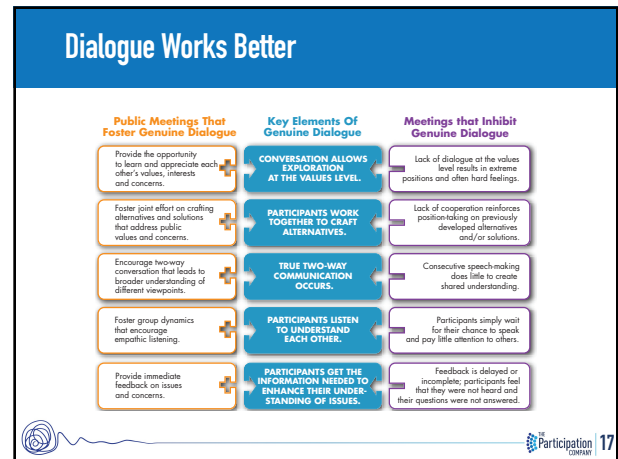 Dialogue Works Better
Public Meetings That
Foster Genuine Dialogue
Key Elements Of
Genuine Dialogue
Meetings that Inhibit
Genuine Dialogue
Provide the opportunity
to learn and appreciate each
other's values, interests
and concerns.
CONVERSATION ALLOWS
EXPLORATION
AT THE VALUES LEVEL.
Lack of dialogue at the values
level results in extreme
positions and often hard feelings.
Foster joint effort on crafting
alternatives and solutions
that address public
values and concerns.
PARTICIPANTS WORK
TOGETHER TO CRAFT
ALTERNATIVES.
Lack of cooperation reinforces
position-taking on previously
developed alternatives
and/or solutions.
Encourage two-way
conversation that leads to
broader understanding of
different viewpoints.
TRUE TWO-WAY
COMMUNICATION
OCCURS.
Consecutive speech-making
does little to create
shared understanding.
Foster group dynamics
that encourage
empathic listening.
PARTICIPANTS LISTEN
TO UNDERSTAND
EACH OTHER.
Participants simply wait
for their chance to speak
and pay little attention to others.
Provide immediate
feedback on issues
and concerns.
PARTICIPANTS GET THE
INFORMATION NEEDED TO
ENHANCE THEIR UNDER-
STANDING OF ISSUES.
Feedback is delayed or
incomplete; participants feel
that they were not heard and
their questions were not answered.
THE
Participation
COMPANY
17